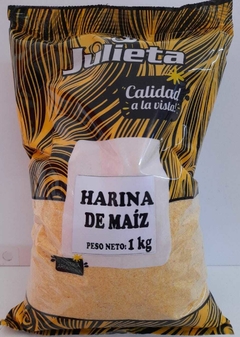 Julieta
Calidad
a la vista!
HARINA
DE MAÍZ
PESO NETO: 1 kg